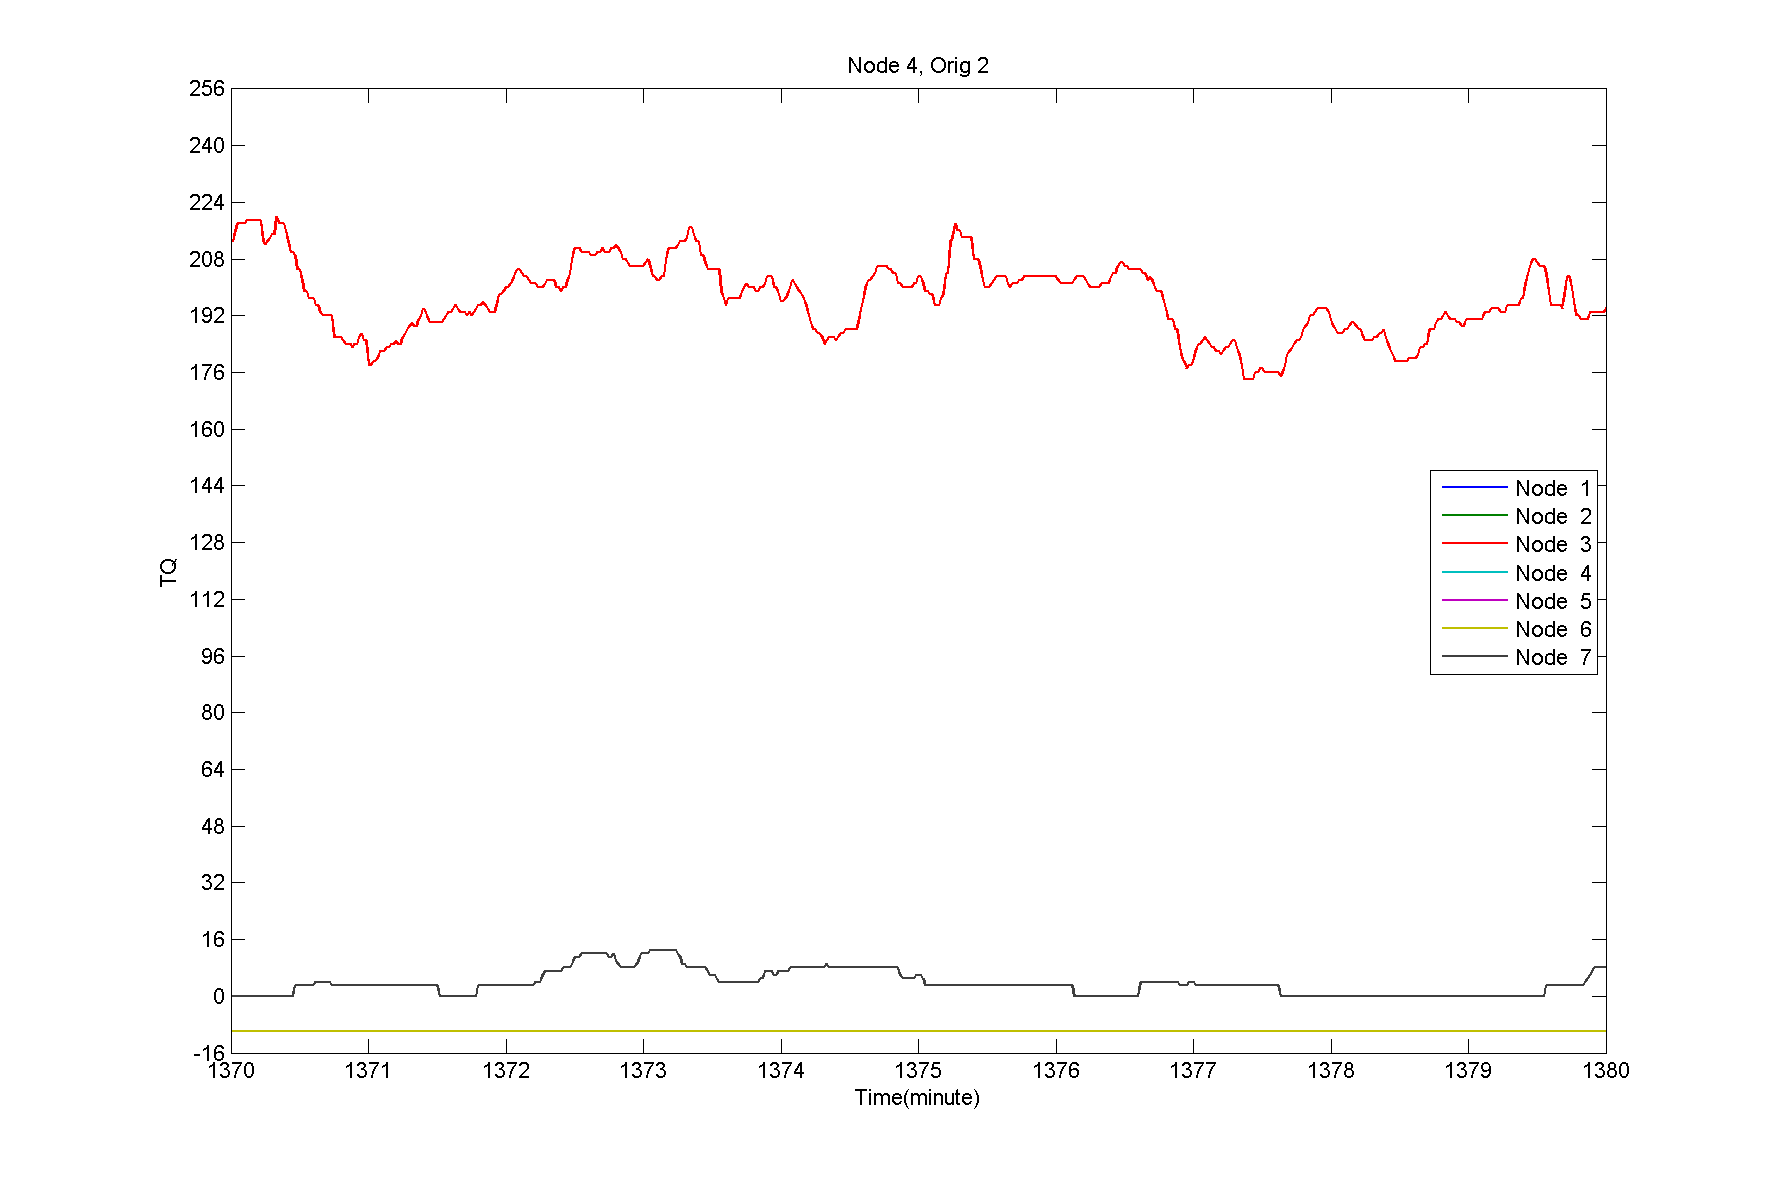 Node 4, Orig 2
256
240
224
208
192
176
160
144
128
112
96
80
64
48
32
16
0
-16
TQ
Node 1
Node 2
Node 3
Node 4
Node 5
Node 6
Node 7
1370 1371 1372 1373 1374 1375 1376 1377 1378 1379 1380
Time(minute)